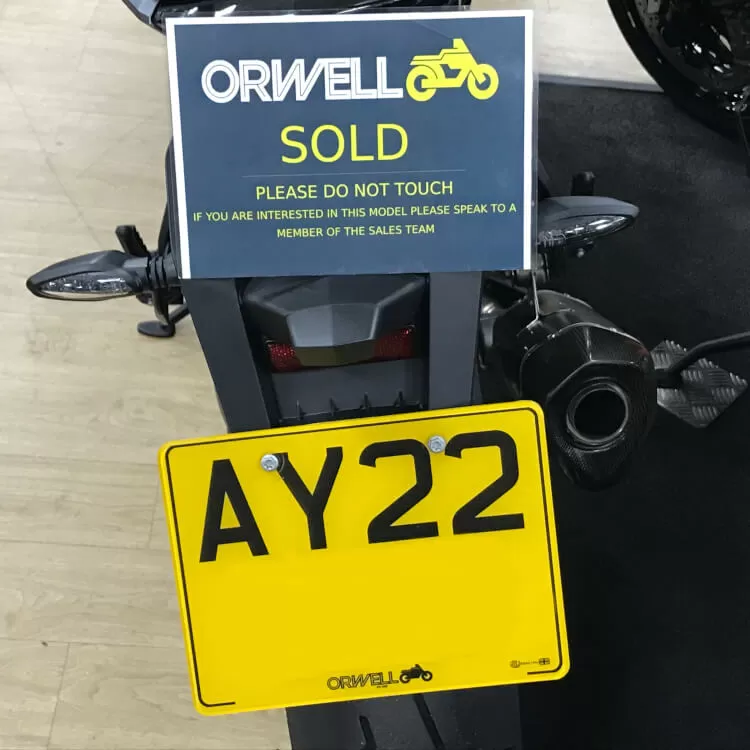 ORWELL
SOLD
PLEASE DO NOT TOUCH
IF YOU ARE INTERESTED IN THIS MODEL PLEASE SPEAK TO A
MEMBER OF THE SALES TEAM
AY22
ORWELL